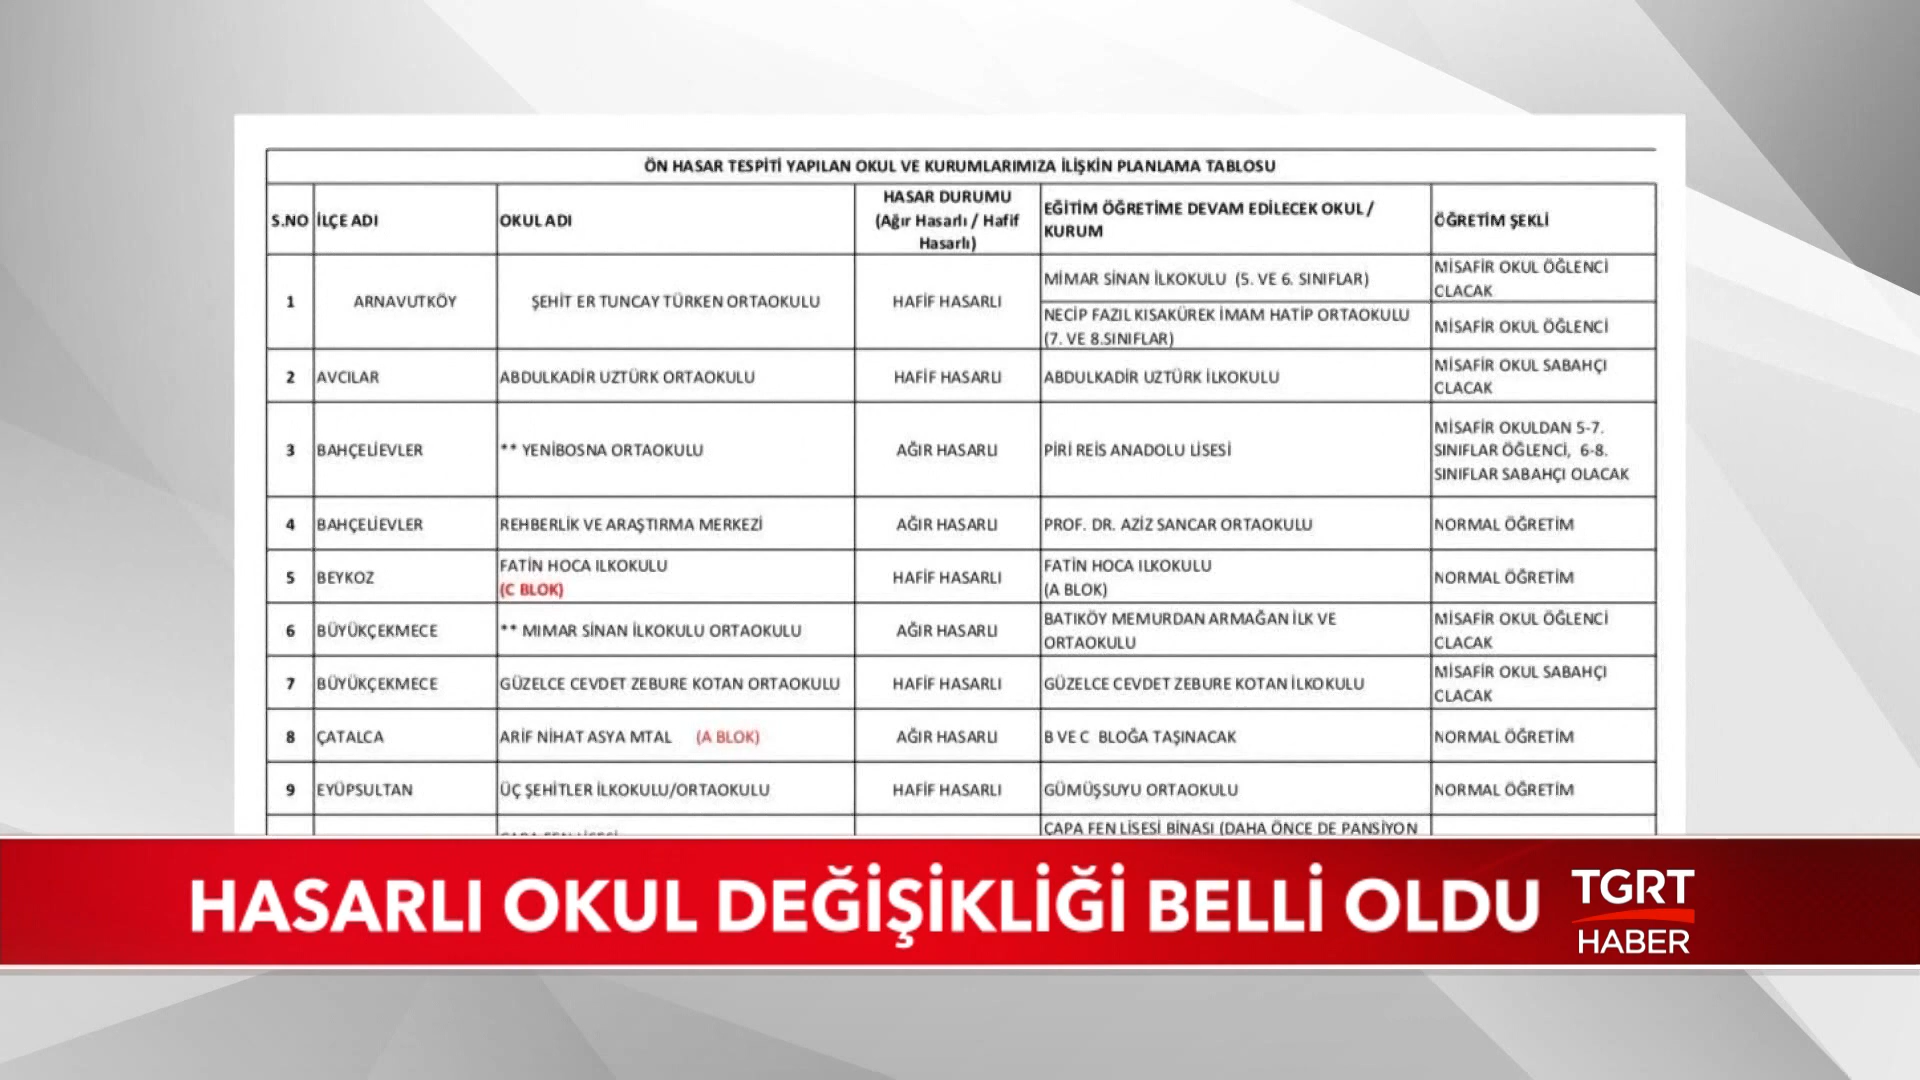 ÖN HASAR TESPİTİ YAPILAN OKUL VE KURUMLARIMIZA İLİŞKİN PLANLAMA TABLOSU
S.NO İLÇE ADI OKUL ADI HASAR DURUMU (Ağır Hasarlı / Hafif Hasarlı) EĞİTİM ÖĞRETİME DEVAM EDİLECEK OKUL / KURUM ÖĞRETİM ŞEKLİ
1 ARNAVUTKÖY ŞEHİT ER TUNCAY TÜRKEN ORTAOKULU HAFİF HASARLI MİMAR SİNAN İLKOKULU (5. VE 6. SINIFLAR) MİSAFİR OKUL ÖĞLENCİ CLACAK
NECİP FAZIL KISAKÜREK İMAM HATİP ORTAOKULU (7. VE 8.SINIFLAR) MİSAFİR OKUL ÖĞLENCİ
2 AVCILAR ABDULKADİR UZTÜRK ORTAOKULU HAFİF HASARLI ABDULKADİR UZTÜRK İLKOKULU MİSAFİR OKUL SABAHÇI CLACAK
3 BAHÇELİEVLER ** YENİBOSNA ORTAOKULU AĞIR HASARLI PİRİ REİS ANADOLU LİSESİ MİSAFİR OKULDAN 5-7. SINIFLAR ÖĞLENCİ, 6-8. SINIFLAR SABAHÇI OLACAK
4 BAHÇELİEVLER REHBERLİK VE ARAŞTIRMA MERKEZİ AĞIR HASARLI PROF. DR. AZİZ SANCAR ORTAOKULU NORMAL ÖĞRETİM
5 BEYKOZ FATİN HOCA ILKOKULU (C BLOK) HAFİF HASARLI FATİN HOCA ILKOKULU (A BLOK) NORMAL ÖĞRETİM
6 BÜYÜKÇEKMECE ** MIMAR SİNAN İLKOKULU ORTAOKULU AĞIR HASARLI BATIKÖY MEMURDAN ARMAĞAN İLK VE ORTAOKULU MİSAFİR OKUL ÖĞLENCİ CLACAK
7 BÜYÜKÇEKMECE GÜZELCE CEVDET ZEBURE KOTAN ORTAOKULU HAFİF HASARLI GÜZELCE CEVDET ZEBURE KOTAN İLKOKULU MİSAFİR OKUL SABAHÇI CLACAK
8 ÇATALCA ARİF NİHAT ASYA MTAL (A BLOK) AĞIR HASARLI B VE C BLOĞA TAŞINACAK NORMAL ÖĞRETİM
9 EYÜPSULTAN ÜÇ ŞEHİTLER İLKOKULU/ORTAOKULU HAFİF HASARLI GÜMÜŞSUYU ORTAOKULU NORMAL ÖĞRETİM
ÇAPA FEN LİSESİ BİNASI (DAHA ÖNCE DE PANSİYON
HASARLI OKUL DEĞİŞİKLİĞİ BELLİ OLDU
TGRT
HABER